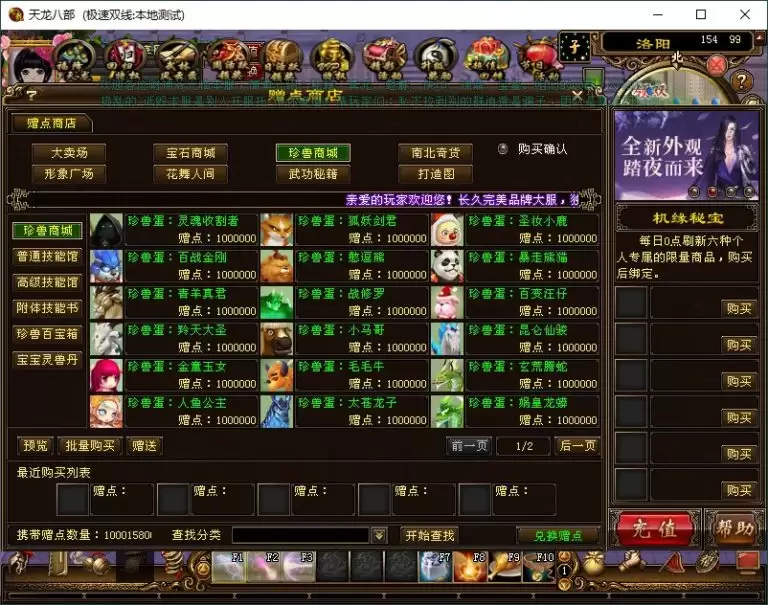 天龙八部 (极速双线:本地测试)
洛阳 154 99
北
赠点商店
赠点商店
大卖场 宝石商城 珍兽商城 南北奇货 购买确认
形象广场 花舞人间 武功秘籍 打造图
亲爱的玩家欢迎您! 长久完美品牌大服,
珍兽商城
普通技能馆
高级技能馆
附体技能书
珍兽百宝箱
宝宝灵兽丹
珍兽蛋:灵魂收割者 珍兽蛋:狐妖剑君 珍兽蛋:圣妆小鹿
赠点:1000000 赠点:1000000 赠点:1000000
珍兽蛋:百战金刚 珍兽蛋:憨逗熊 珍兽蛋:暴走熊猫
赠点:1000000 赠点:1000000 赠点:1000000
珍兽蛋:青羊真君 珍兽蛋:战修罗 珍兽蛋:百变汪仔
赠点:1000000 赠点:1000000 赠点:1000000
珍兽蛋:羚天大圣 珍兽蛋:小马哥 珍兽蛋:昆仑仙骏
赠点:1000000 赠点:1000000 赠点:1000000
珍兽蛋:金童玉女 珍兽蛋:毛毛牛 珍兽蛋:玄荒腾蛇
赠点:1000000 赠点:1000000 赠点:1000000
珍兽蛋:人鱼公主 珍兽蛋:太苍龙子 珍兽蛋:娲皇龙蟒
赠点:1000000 赠点:1000000 赠点:1000000
预览 批量购买 赠送 前一页 1/2 后一页
最近购买列表
赠点: 赠点: 赠点: 赠点: 赠点:
携带赠点数量:10001580 查找分类 开始查找 兑换赠点
全新外观
踏夜而来
机缘秘宝
每日0点刷新六种个
人专属的限量商品,购买
后绑定。
购买
购买
购买
购买
购买
购买
充值 帮助
F1 F2 F3 F7 F8 F9 F10 1